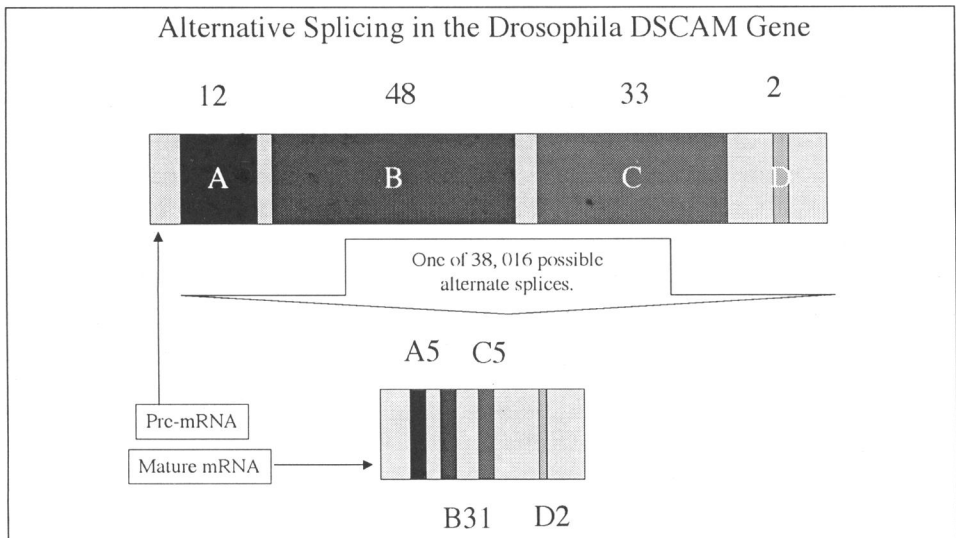 Alternative Splicing in the Drosophila DSCAM Gene
12 48 33 2
A B C D
One of 38, 016 possible
alternate splices.
A5 C5
Pre-mRNA
Mature mRNA
B31 D2